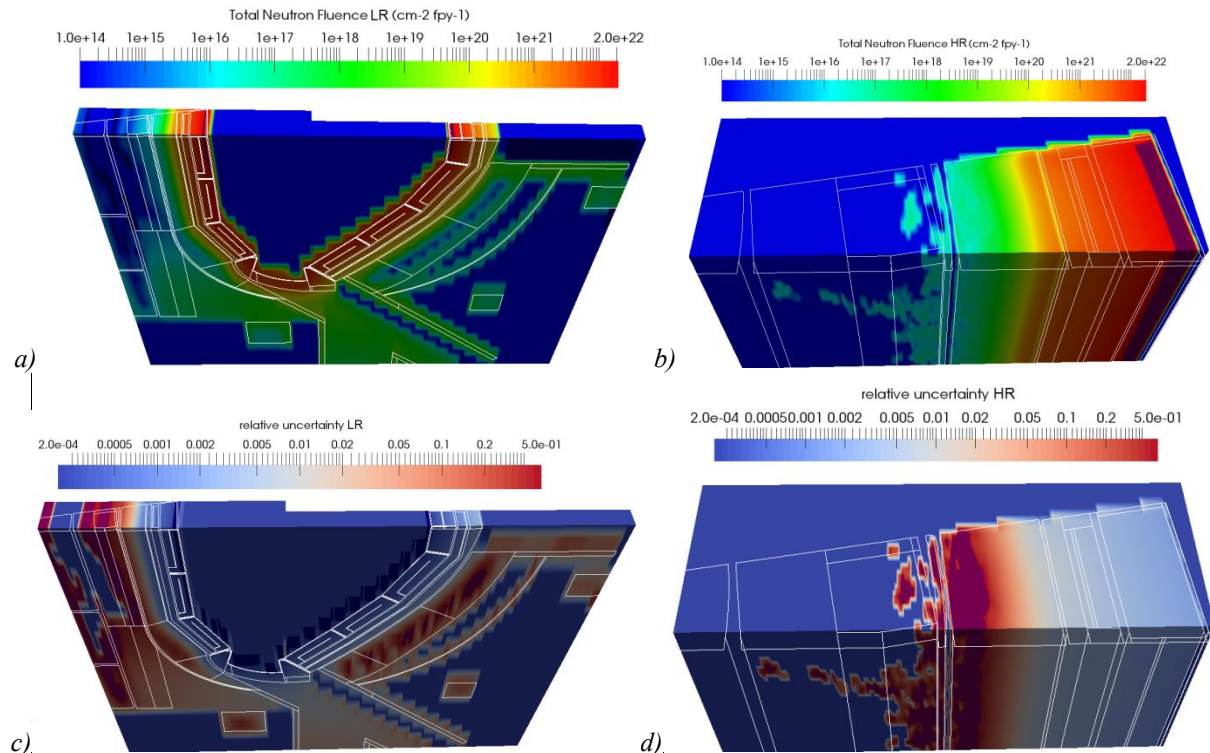 Total Neutron Fluence LR (cm-2 fpy-1)
1.0e+14 1e+15 1e+16 1e+17 1e+18 1e+19 1e+20 1e+21 2.0e+22
a)
Total Neutron Fluence HR (cm-2 fpy-1)
1.0e+14 1e+15 1e+16 1e+17 1e+18 1e+19 1e+20 1e+21 2.0e+22
b)
relative uncertainty LR
2.0e-04 0.0005 0.001 0.002 0.005 0.01 0.02 0.05 0.1 0.2 5.0e-01
c)
relative uncertainty HR
2.0e-04 0.00050.001 0.002 0.005 0.01 0.02 0.05 0.1 0.2 5.0e-01
d)